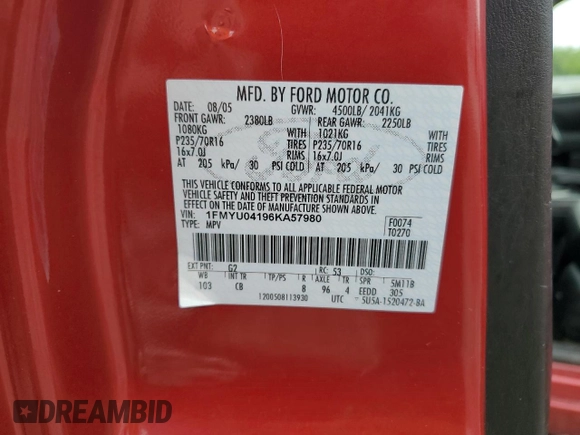 MFD. BY FORD MOTOR CO.
DATE: 08/05 GVWR: 4500LB/ 2041KG
FRONT GAWR: 2380LB REAR GAWR: 2250LB
1080KG WITH 1021KG WITH
P235/70R16 TIRES P235/70R16 TIRES
16x7.0J RIMS 16x7.0J RIMS
AT 205 kPa/ 30 PSI COLD AT 205 kPa/ 30 PSI COLD
THIS VEHICLE CONFORMS TO ALL APPLICABLE FEDERAL MOTOR
VEHICLE SAFETY AND THEFT PREVENTION STANDARDS IN
EFFECT ON THE DATE OF MANUFACTURE SHOWN ABOVE.
VIN: 1FMYU04196KA57980 F0074
TYPE: MPV T0270
EXT PNT: G2 RC: 53 DSO:
WB INT TR TP/PS R AXLE TR SPR 5M11B
103 CB 8 96 4 EEDD 305
1200508113930 UTC 5U5A-1520472-BA
Ford
DREAMBID